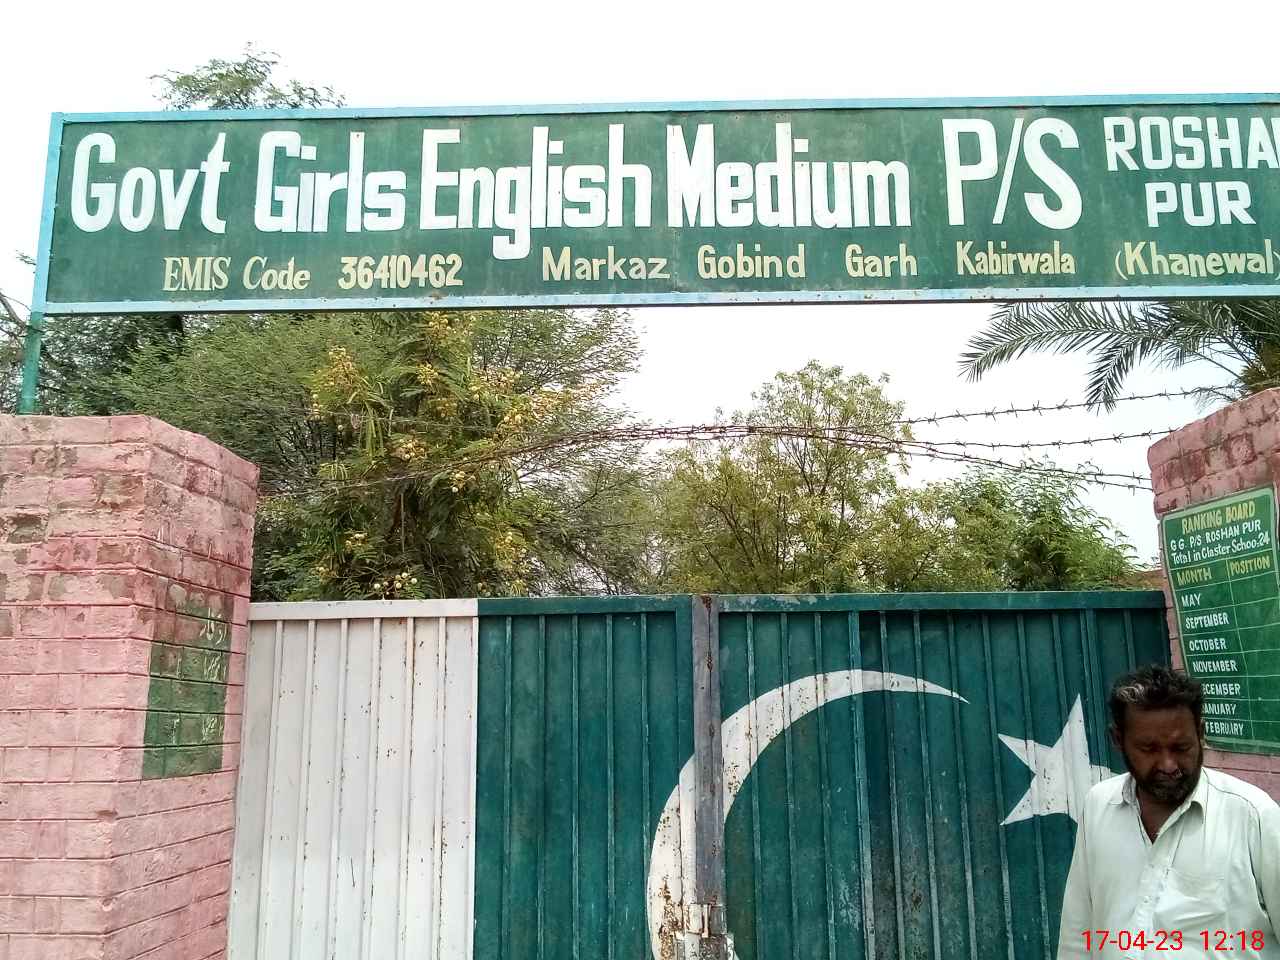 Govt Girls English Medium P/S ROSHAN
PUR
EMIS Code 36410462 Markaz Gobind Garh Kabirwala (Khanewal)
RANKING BOARD
G G. P/S ROSHAN PUR
Total in Claster School:24
MONTH POSITION
MAY
SEPTEMBER
OCTOBER
NOVEMBER
DECEMBER
JANUARY
FEBRUIRY
17-04-23 12:18